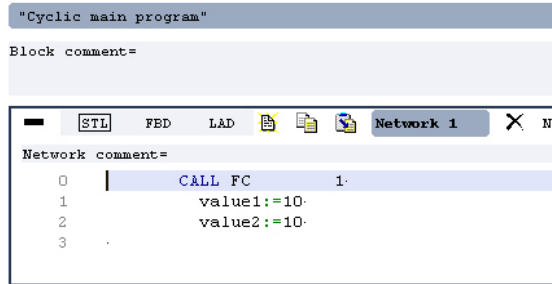 "Cyclic main program"
Block comment=
STL FBD LAD Network 1 N
Network comment=
0 CALL FC 1
1 value1:=10
2 value2:=10
3